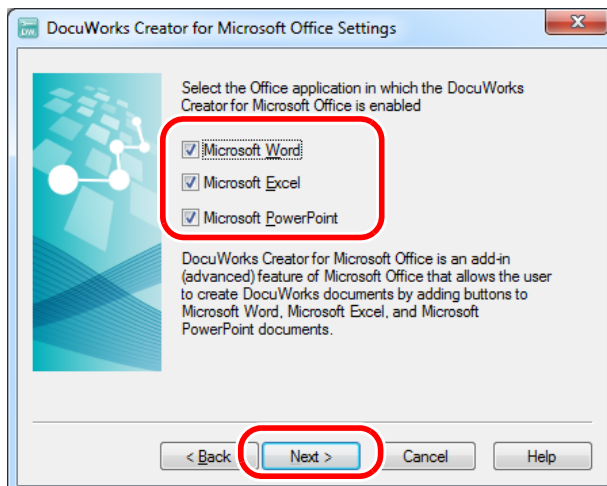 DocuWorks Creator for Microsoft Office Settings
Select the Office application in which the DocuWorks
Creator for Microsoft Office is enabled
Microsoft Word
Microsoft Excel
Microsoft PowerPoint
DocuWorks Creator for Microsoft Office is an add-in
(advanced) feature of Microsoft Office that allows the user
to create DocuWorks documents by adding buttons to
Microsoft Word, Microsoft Excel, and Microsoft
PowerPoint documents.
< Back Next > Cancel Help